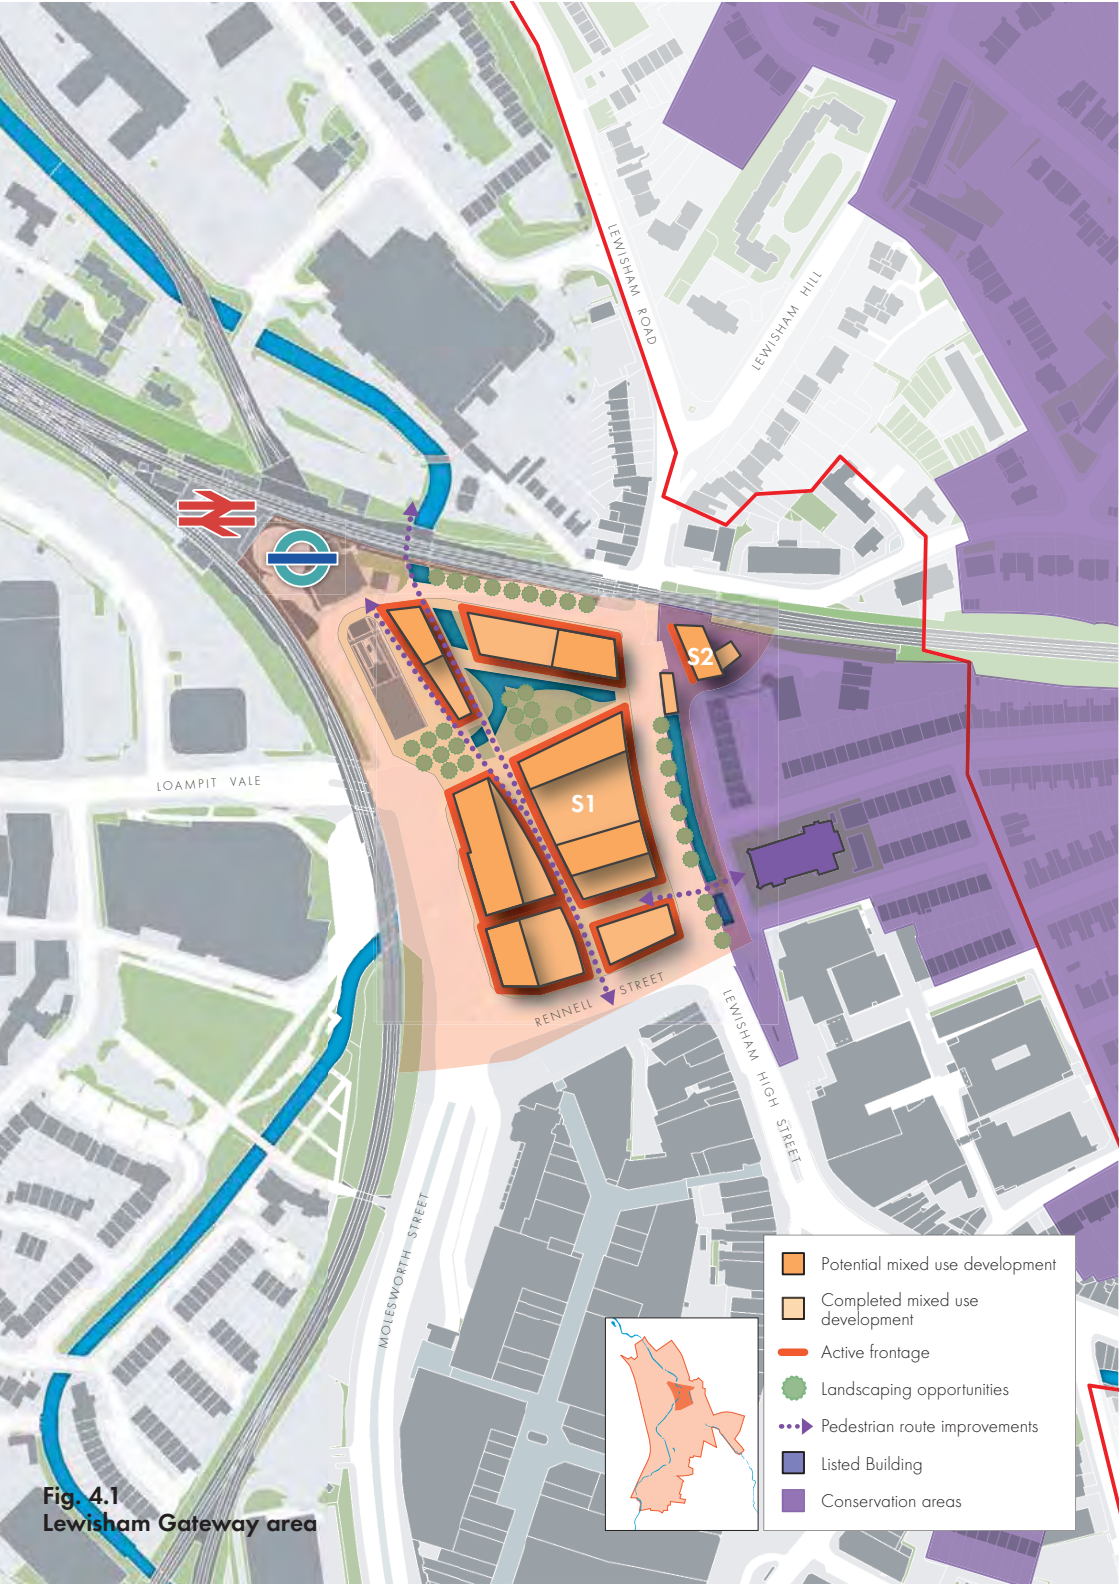 LEWISHAM ROAD
LEWISHAM HILL
S2
LOAMPIT VALE
S1
RENNELL STREET
LEWISHAM HIGH STREET
MOLESWORTH STREET
Potential mixed use development
Completed mixed use
development
Active frontage
Landscaping opportunities
Pedestrian route improvements
Listed Building
Conservation areas
Fig. 4.1
Lewisham Gateway area